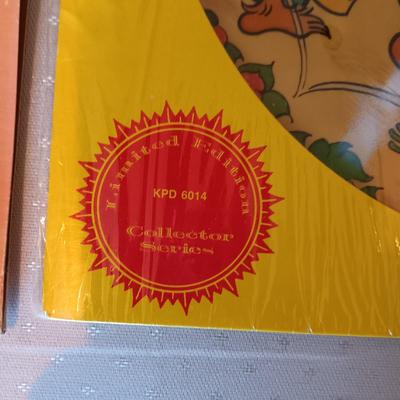 Limited Edition
KPD 6014
Collector
Series